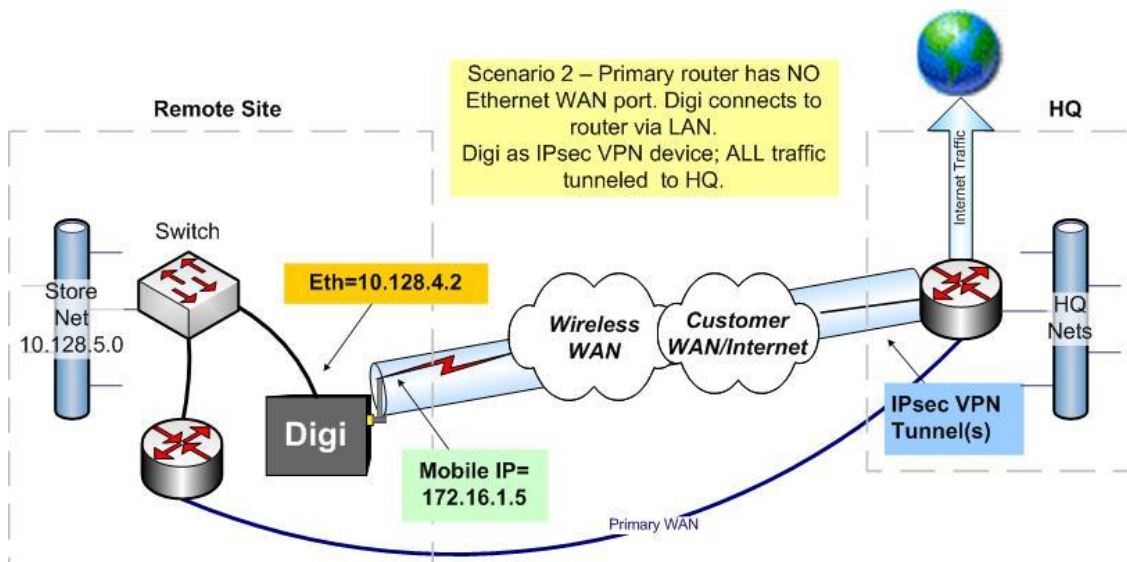 Scenario 2 – Primary router has NO
Ethernet WAN port. Digi connects to
router via LAN.
Digi as IPsec VPN device; ALL traffic
tunneled to HQ.
Remote Site
HQ
Internet Traffic
Switch
Store
Net
10.128.5.0
Eth=10.128.4.2
Wireless
WAN
Customer
WAN/Internet
HQ
Nets
Digi
IPsec VPN
Tunnel(s)
Mobile IP=
172.16.1.5
Primary WAN